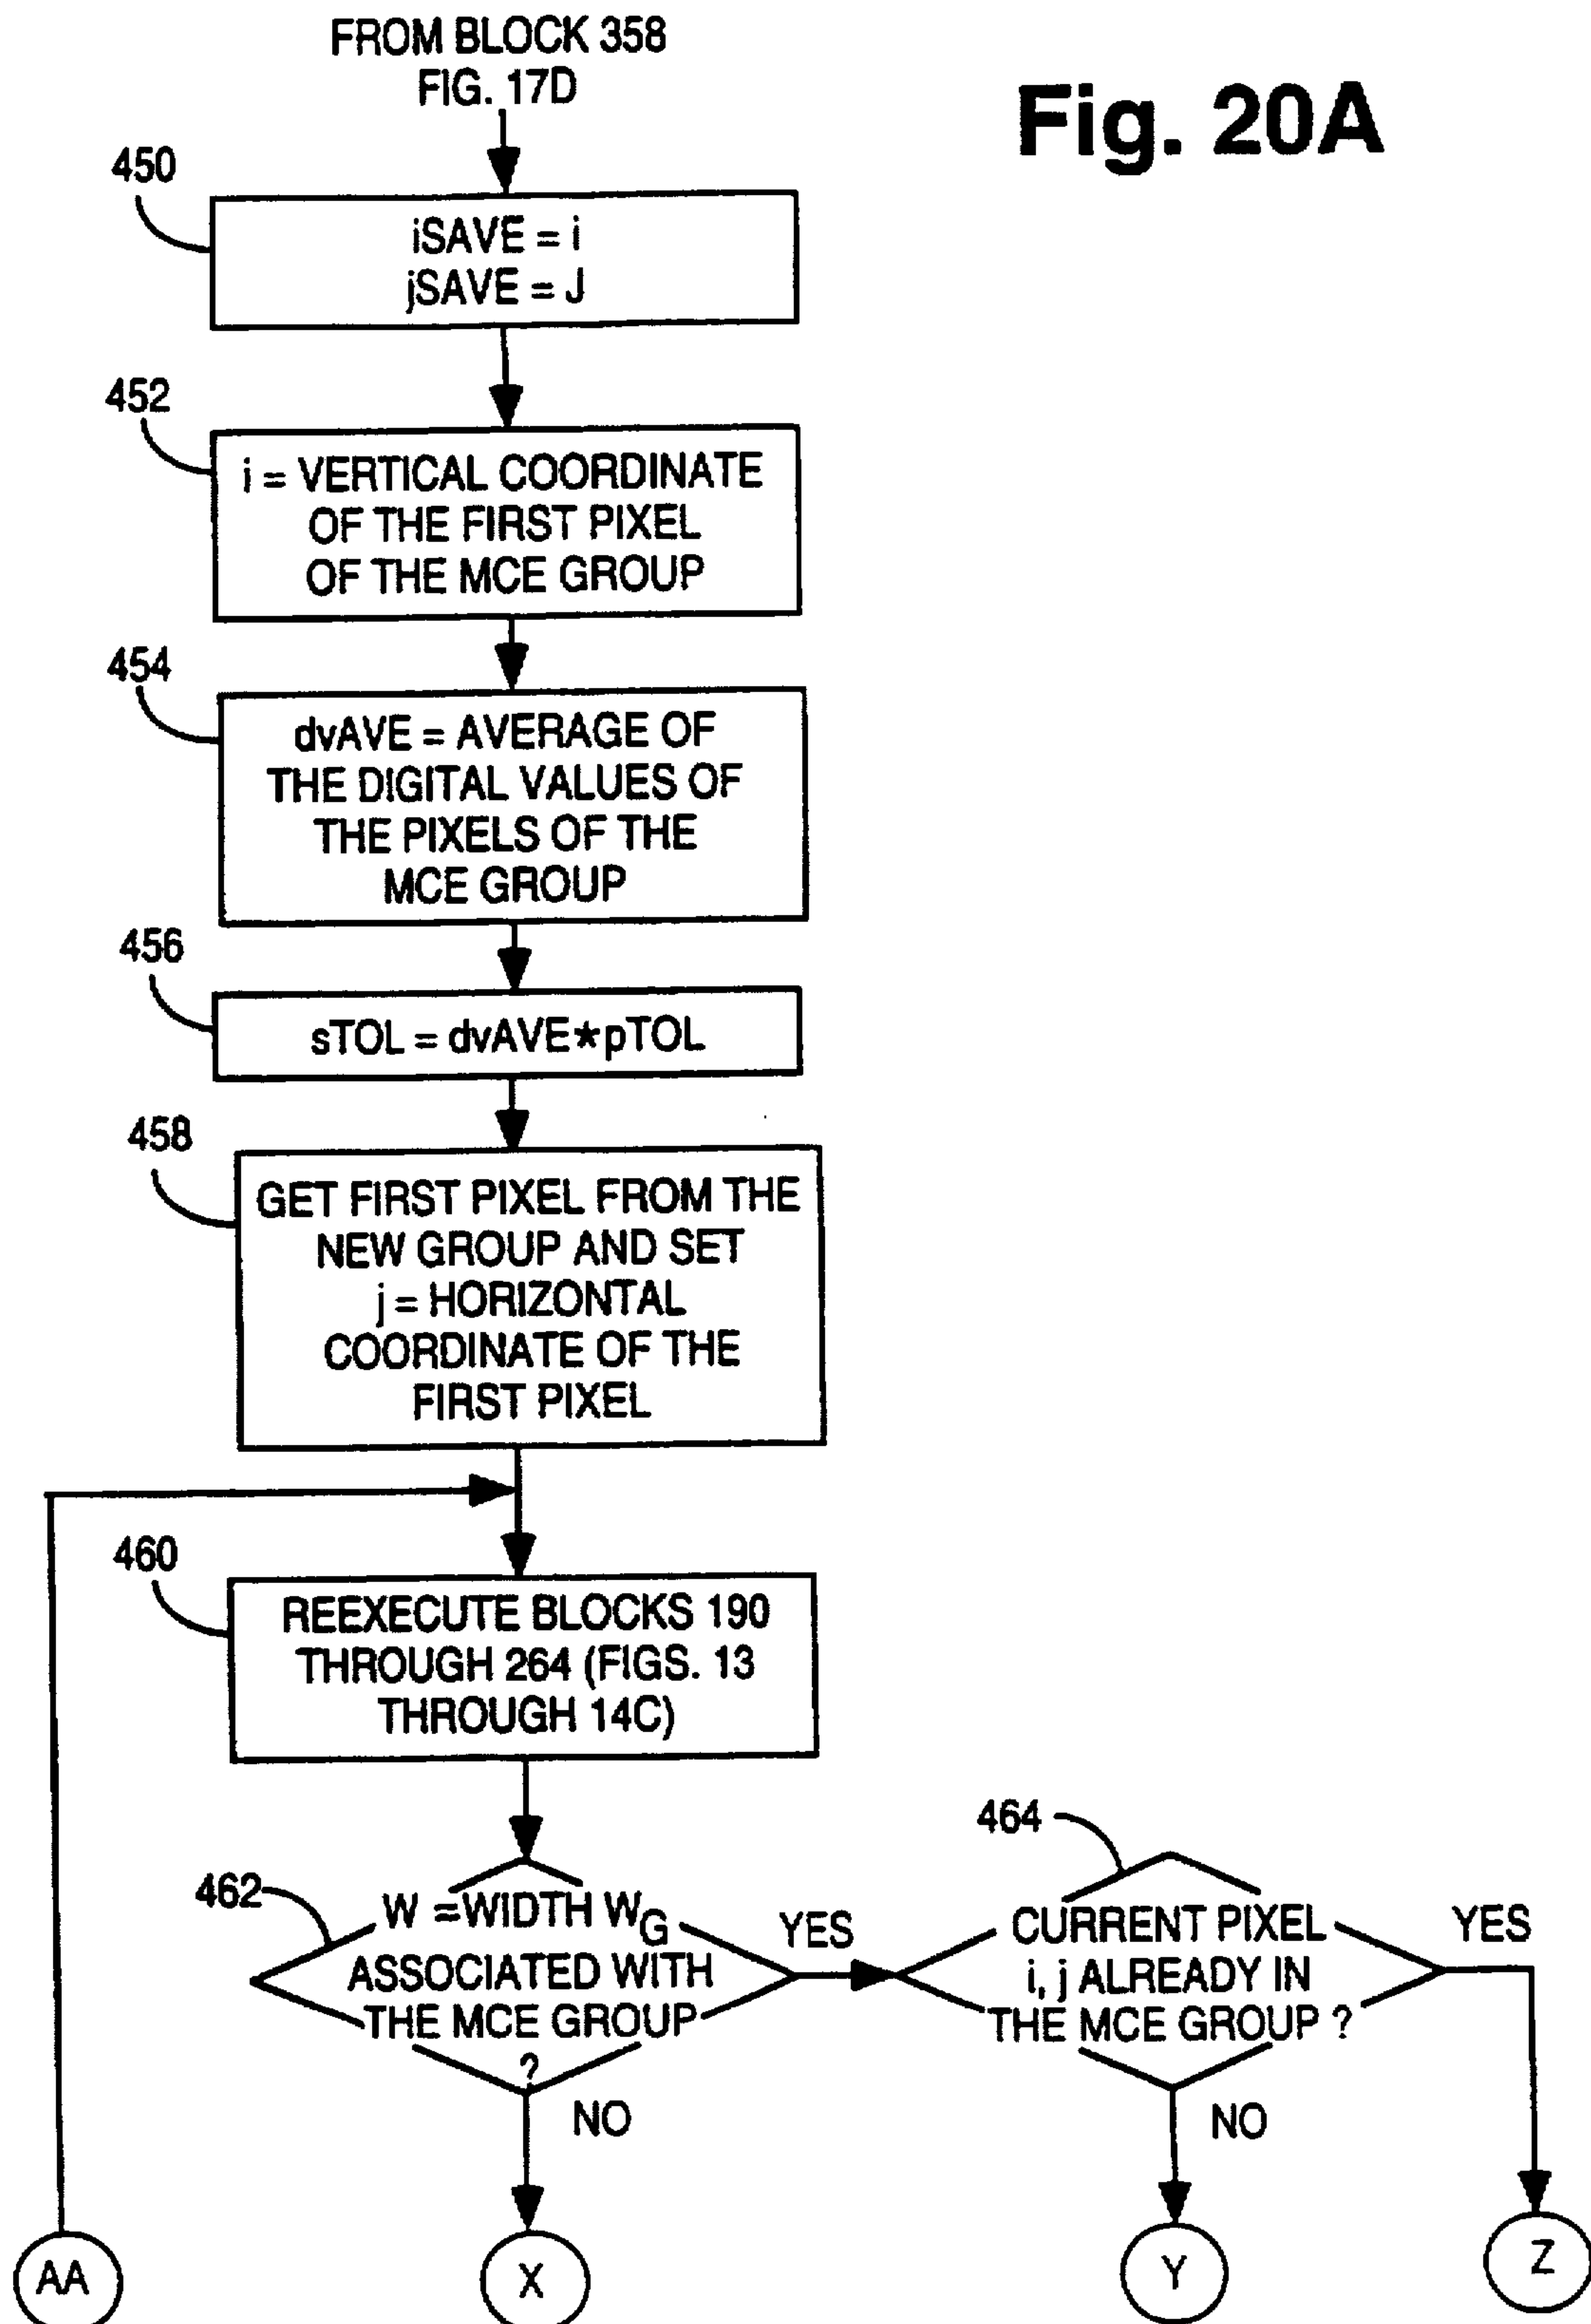 FROM BLOCK 358
FIG. 17D
Fig. 20A
450
iSAVE = i
jSAVE = J
452
i = VERTICAL COORDINATE
OF THE FIRST PIXEL
OF THE MCE GROUP
454
dvAVE = AVERAGE OF
THE DIGITAL VALUES OF
THE PIXELS OF THE
MCE GROUP
456
sTOL = dvAVE*pTOL
458
GET FIRST PIXEL FROM THE
NEW GROUP AND SET
j = HORIZONTAL
COORDINATE OF THE
FIRST PIXEL
460
REEXECUTE BLOCKS 190
THROUGH 264 (FIGS. 13
THROUGH 14C)
462
W =WIDTH WG
ASSOCIATED WITH
THE MCE GROUP
?
YES
NO
464
CURRENT PIXEL
i, j ALREADY IN
THE MCE GROUP ?
YES
NO
AA
X
Y
Z